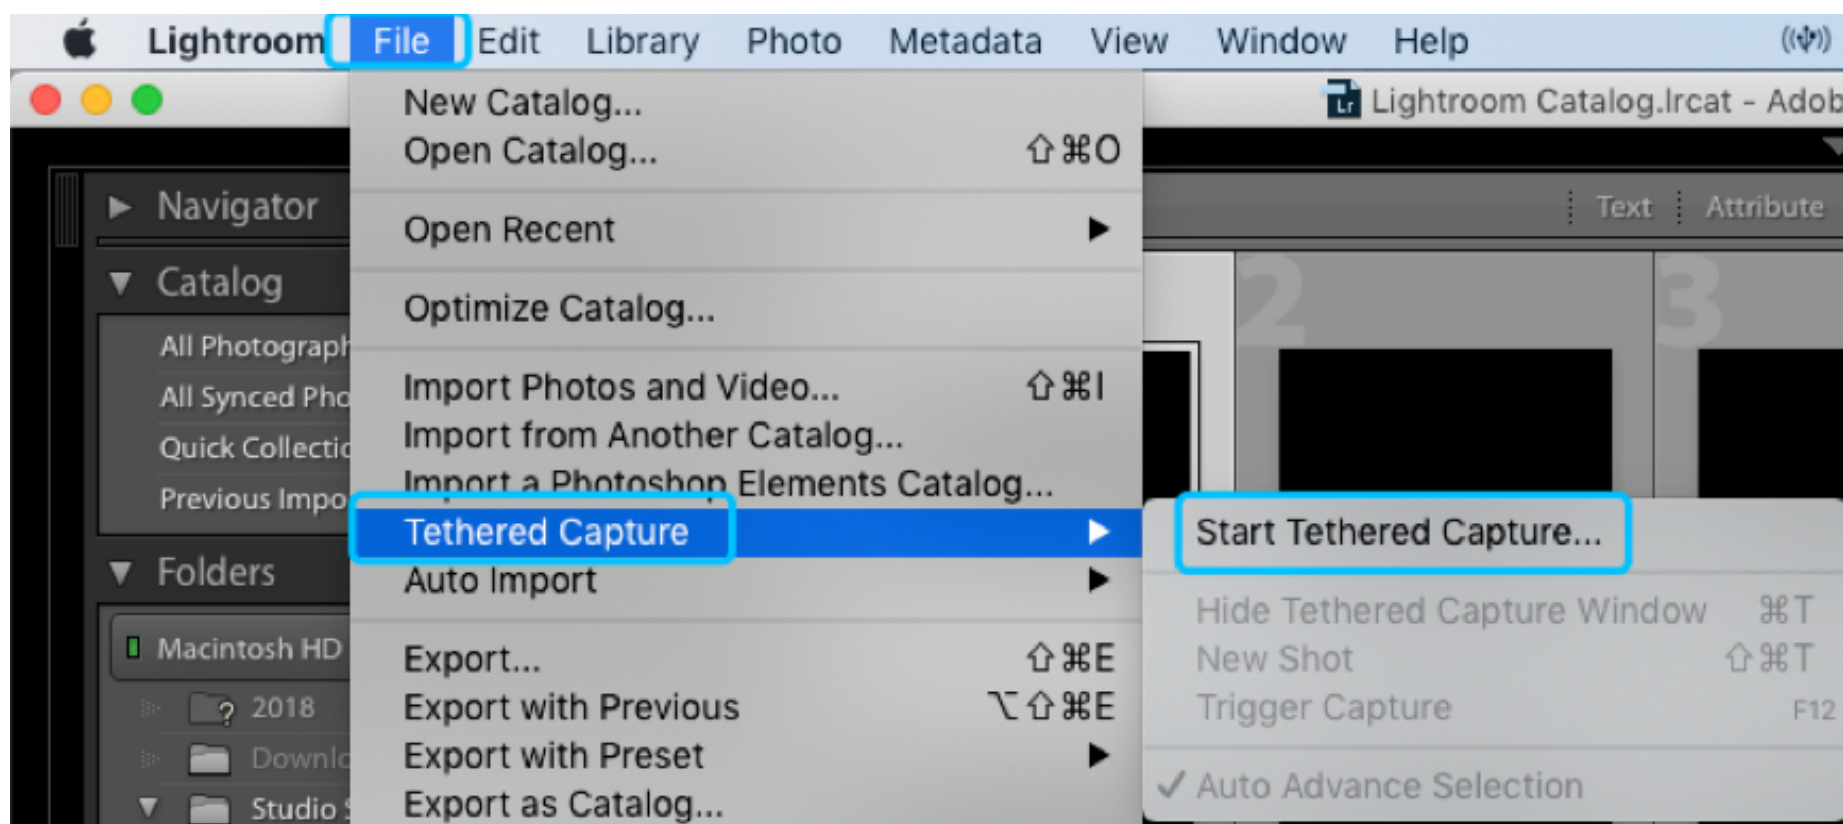 Lightroom File Edit Library Photo Metadata View Window Help
Lightroom Catalog.lrcat - Adob
New Catalog...
Open Catalog... ⇧⌘O
Navigator
Text Attribute
Open Recent
Catalog
2 3
Optimize Catalog...
All Photograph
All Synced Pho
Quick Collectio
Previous Impo
Import Photos and Video... ⇧⌘I
Import from Another Catalog...
Import a Photoshop Elements Catalog...
Tethered Capture
Start Tethered Capture...
Auto Import
Folders
Hide Tethered Capture Window ⌘T
New Shot ⇧⌘T
Trigger Capture F12
Macintosh HD
Export... ⇧⌘E
Export with Previous ⌥⇧⌘E
Export with Preset
Export as Catalog...
2018
Downlo
Studio S
✓ Auto Advance Selection